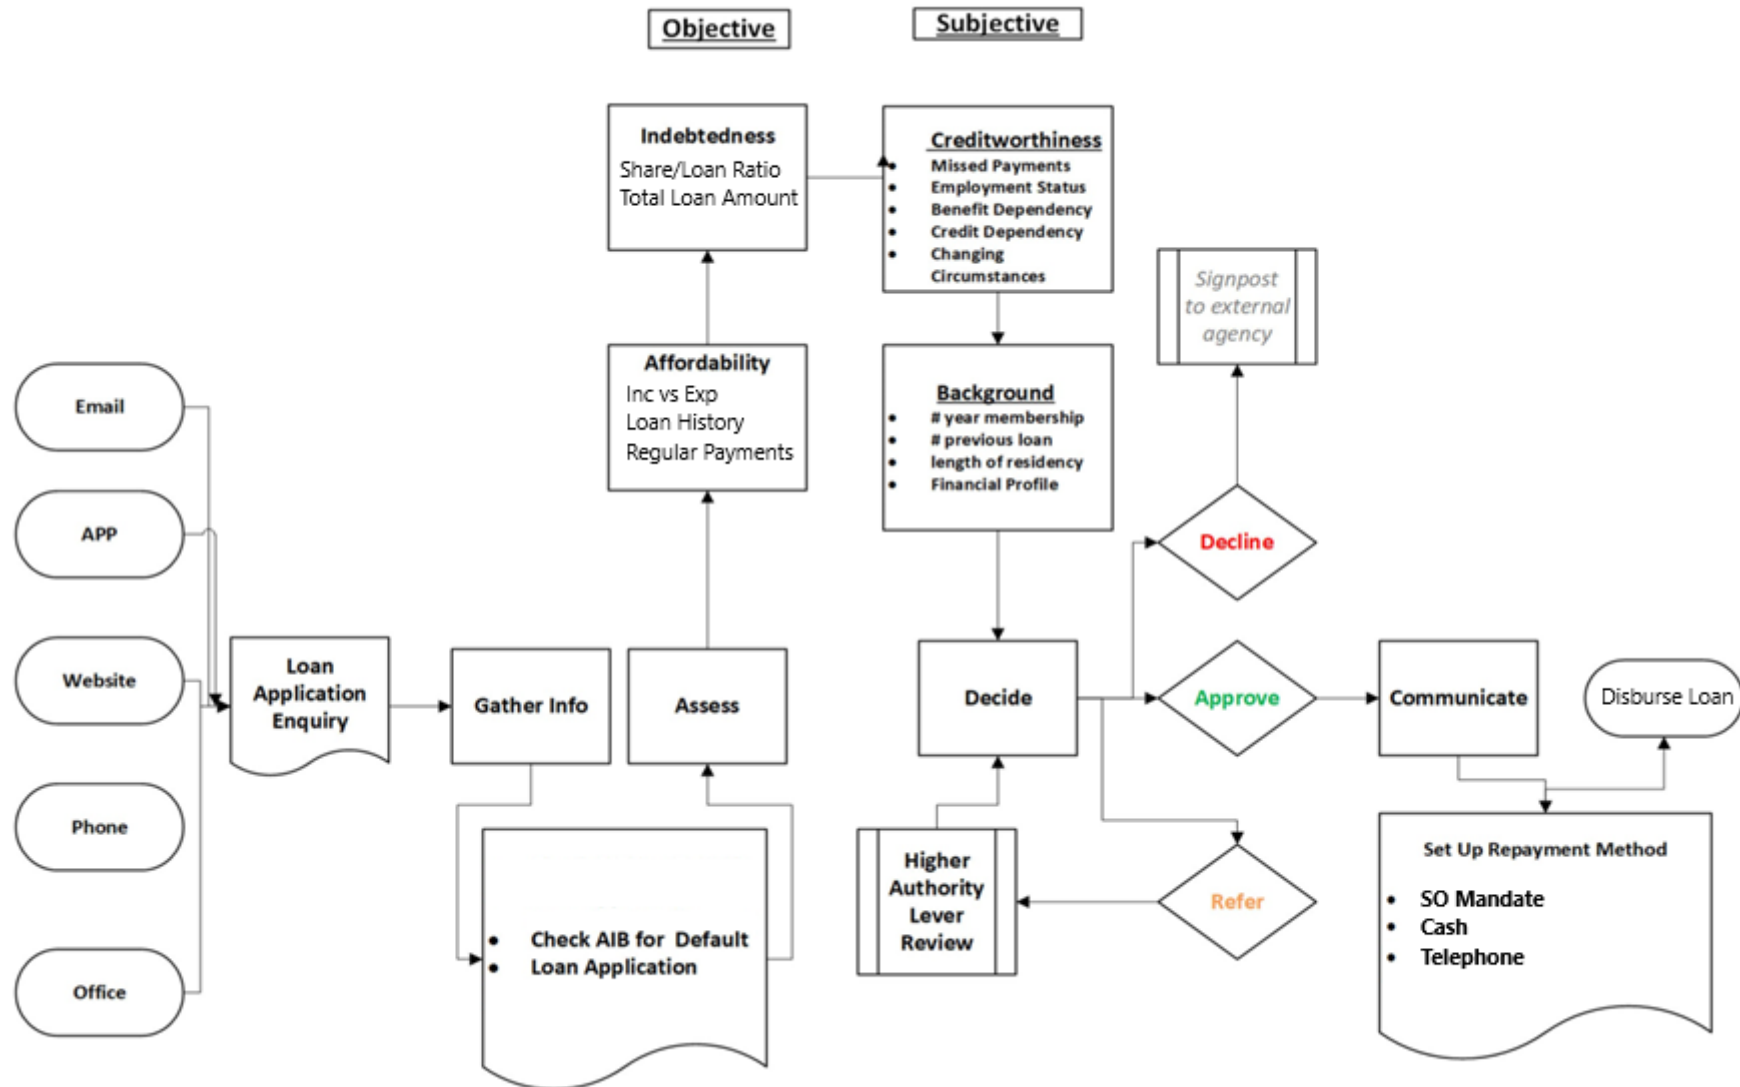 Objective
Subjective
Indebtedness
Share/Loan Ratio
Total Loan Amount
Creditworthiness
• Missed Payments
• Employment Status
• Benefit Dependency
• Credit Dependency
• Changing
Circumstances
Signpost
to external
agency
Affordability
Inc vs Exp
Loan History
Regular Payments
Background
• # year membership
• # previous loan
• length of residency
• Financial Profile
Email
APP
Website
Phone
Office
Loan
Application
Enquiry
Gather Info
Assess
• Check AIB for Default
• Loan Application
Decide
Decline
Approve
Refer
Higher
Authority
Lever
Review
Communicate
Disburse Loan
Set Up Repayment Method
• SO Mandate
• Cash
• Telephone